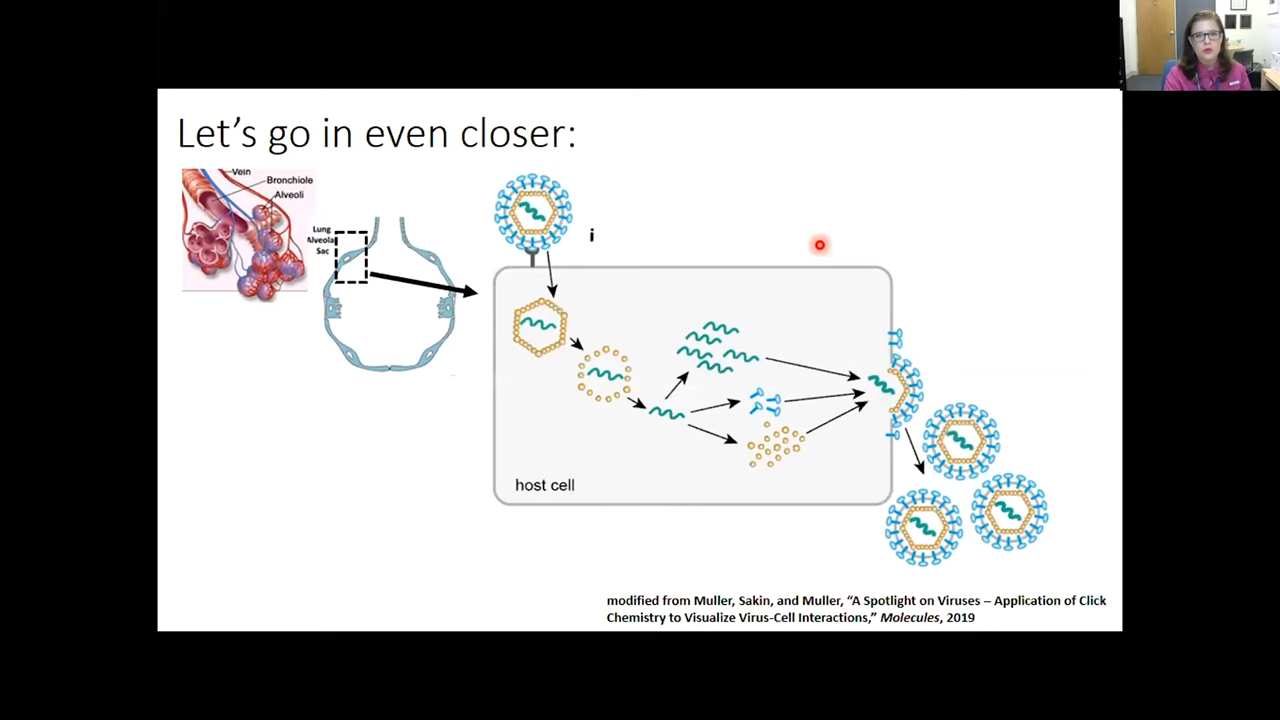 Let's go in even closer:
Vein
Bronchiole
Alveoli
Lung
Alveola
Sac
i
host cell
modified from Muller, Sakin, and Muller, “A Spotlight on Viruses – Application of Click
Chemistry to Visualize Virus-Cell Interactions,” Molecules, 2019